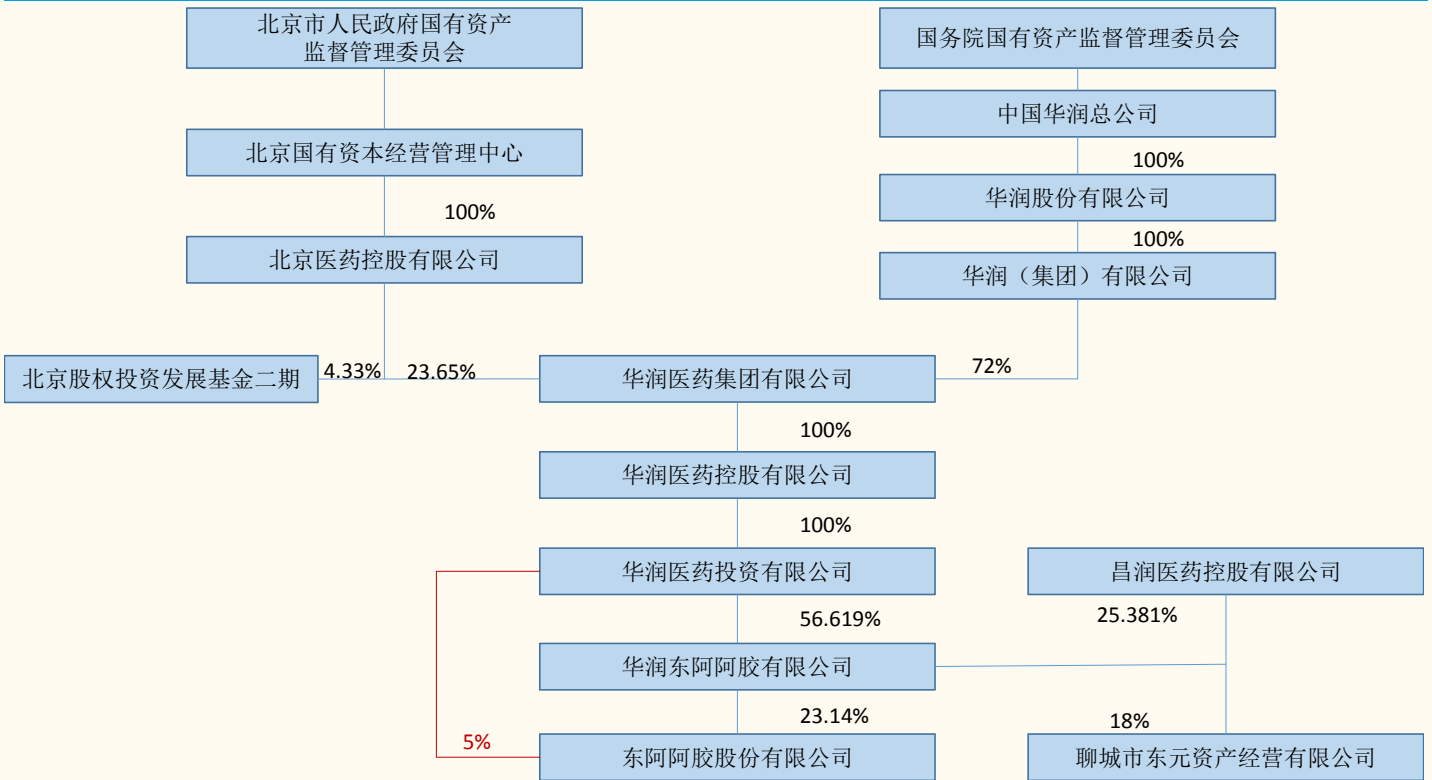 北京市人民政府国有资产
监督管理委员会
国务院国有资产监督管理委员会
中国华润总公司
北京国有资本经营管理中心
100%
华润股份有限公司
100%
100%
北京医药控股有限公司
华润（集团）有限公司
北京股权投资发展基金二期
4.33%
23.65%
华润医药集团有限公司
72%
100%
华润医药控股有限公司
100%
华润医药投资有限公司
昌润医药控股有限公司
56.619%
25.381%
华润东阿阿胶有限公司
23.14%
18%
5%
东阿阿胶股份有限公司
聊城市东元资产经营有限公司